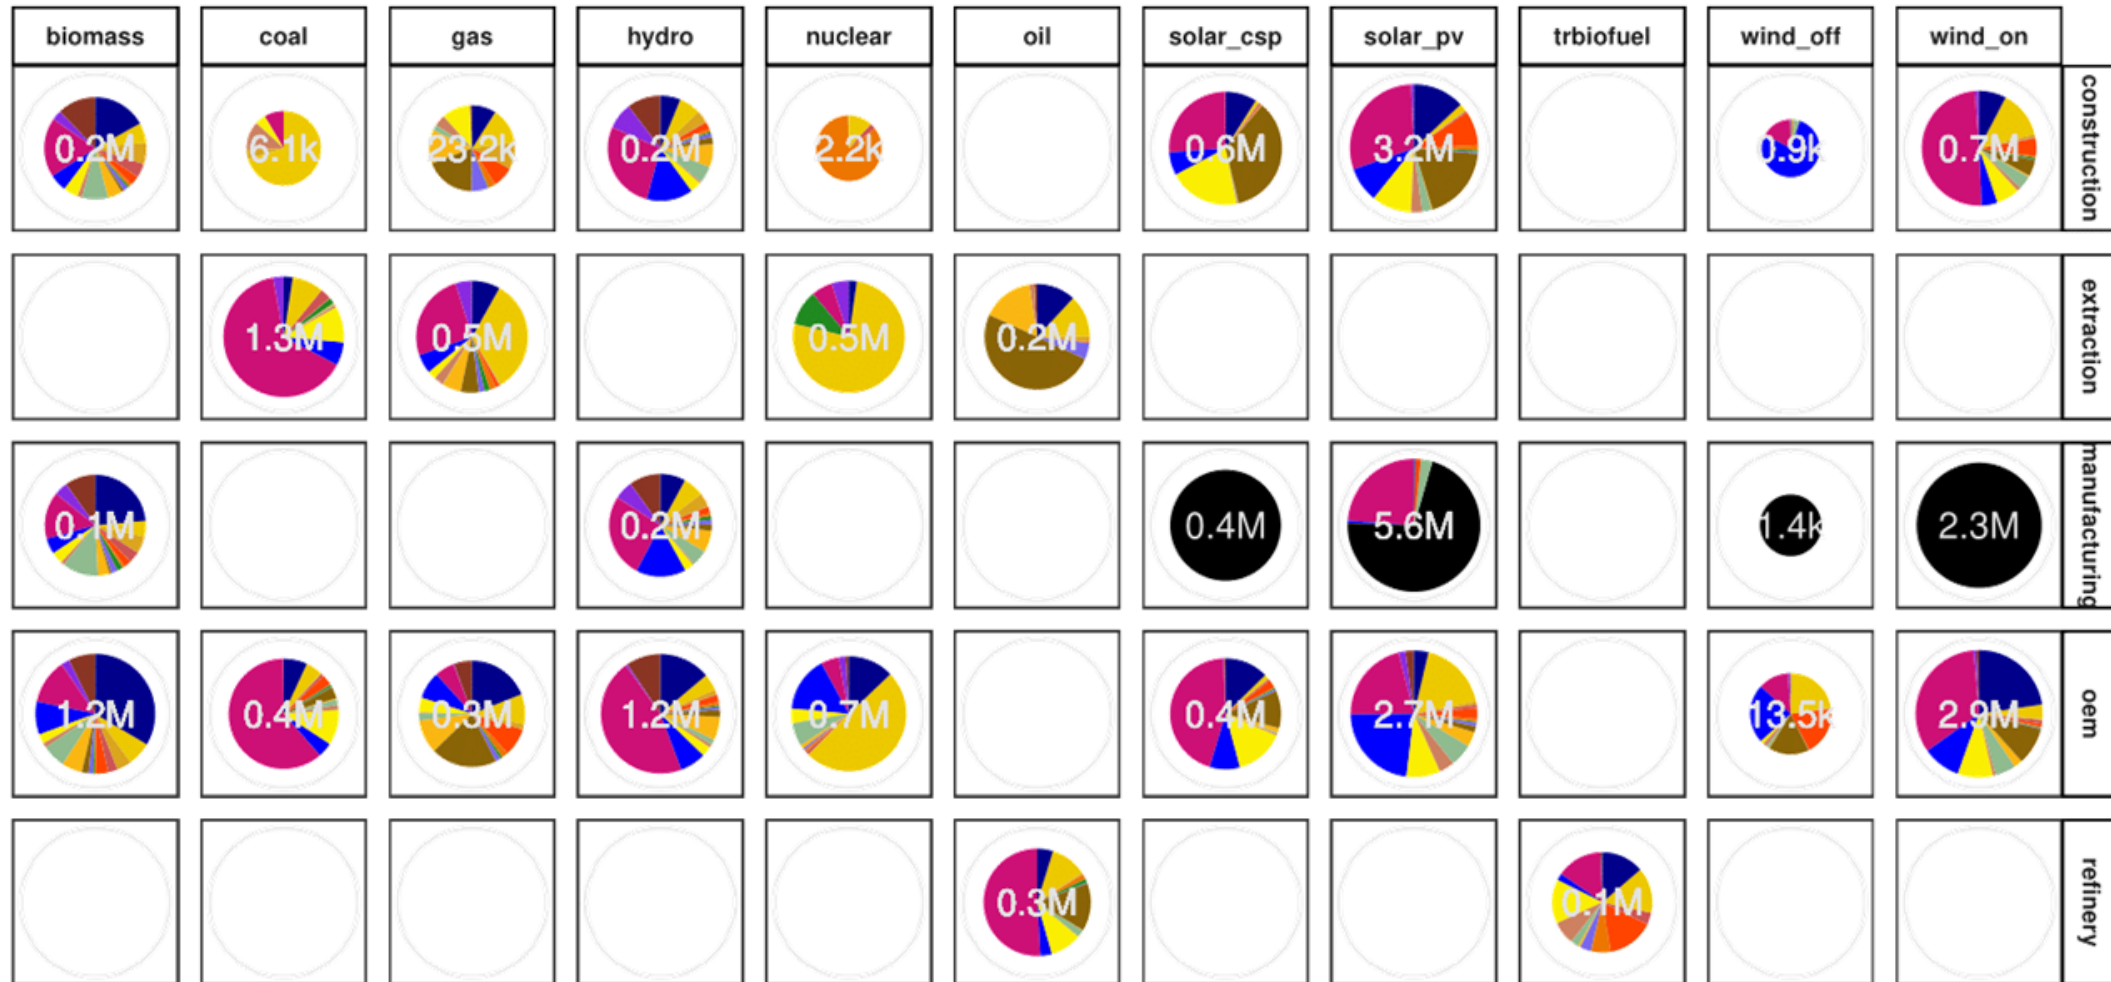 biomass coal gas hydro nuclear oil solar_csp solar_pv trbiofuel wind_off wind_on
0.2M 6.1k 23.2k 0.2M 2.2k 0.6M 3.2M 0.9k 0.7M construction
1.3M 0.5M 0.5M 0.2M extraction
0.1M 0.2M 0.4M 5.6M 1.4k 2.3M manufacturing
1.2M 0.4M 0.3M 1.2M 0.7M 0.4M 2.7M 13.5k 2.9M oem
0.3M 0.1M refinery